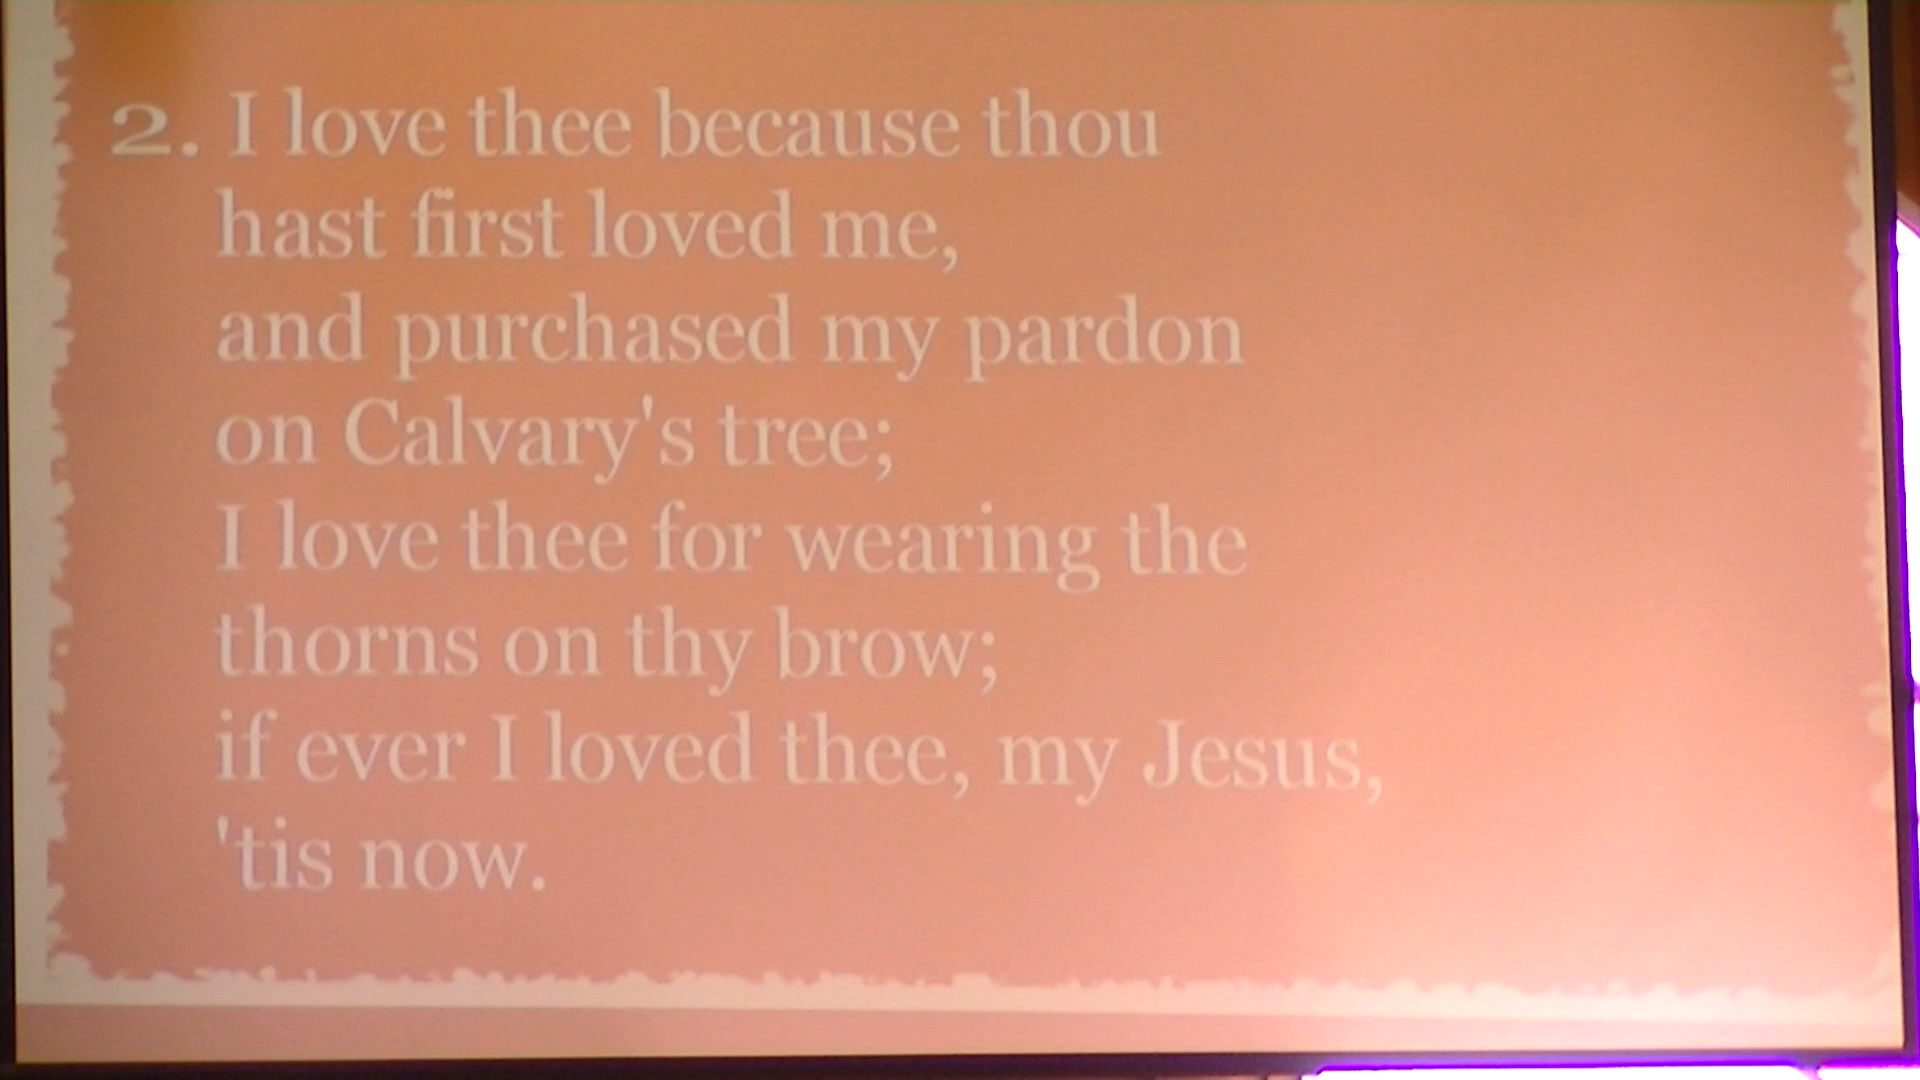 2. I love thee because thou
hast first loved me,
and purchased my pardon
on Calvary's tree;
I love thee for wearing the
thorns on thy brow;
if ever I loved thee, my Jesus,
'tis now.